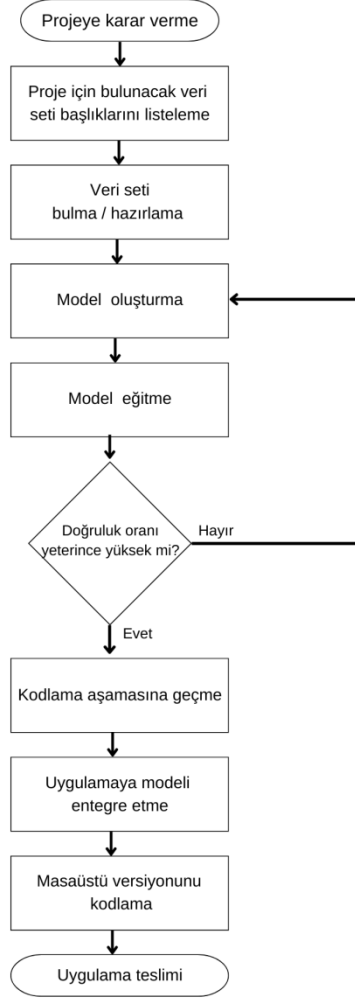 Projeye karar verme
Proje için bulunacak veri
seti başlıklarını listeleme
Veri seti
bulma / hazırlama
Model oluşturma
Model eğitme
Doğruluk oranı
yeterince yüksek mi?
Hayır
Evet
Kodlama aşamasına geçme
Uygulamaya modeli
entegre etme
Masaüstü versiyonunu
kodlama
Uygulama teslimi